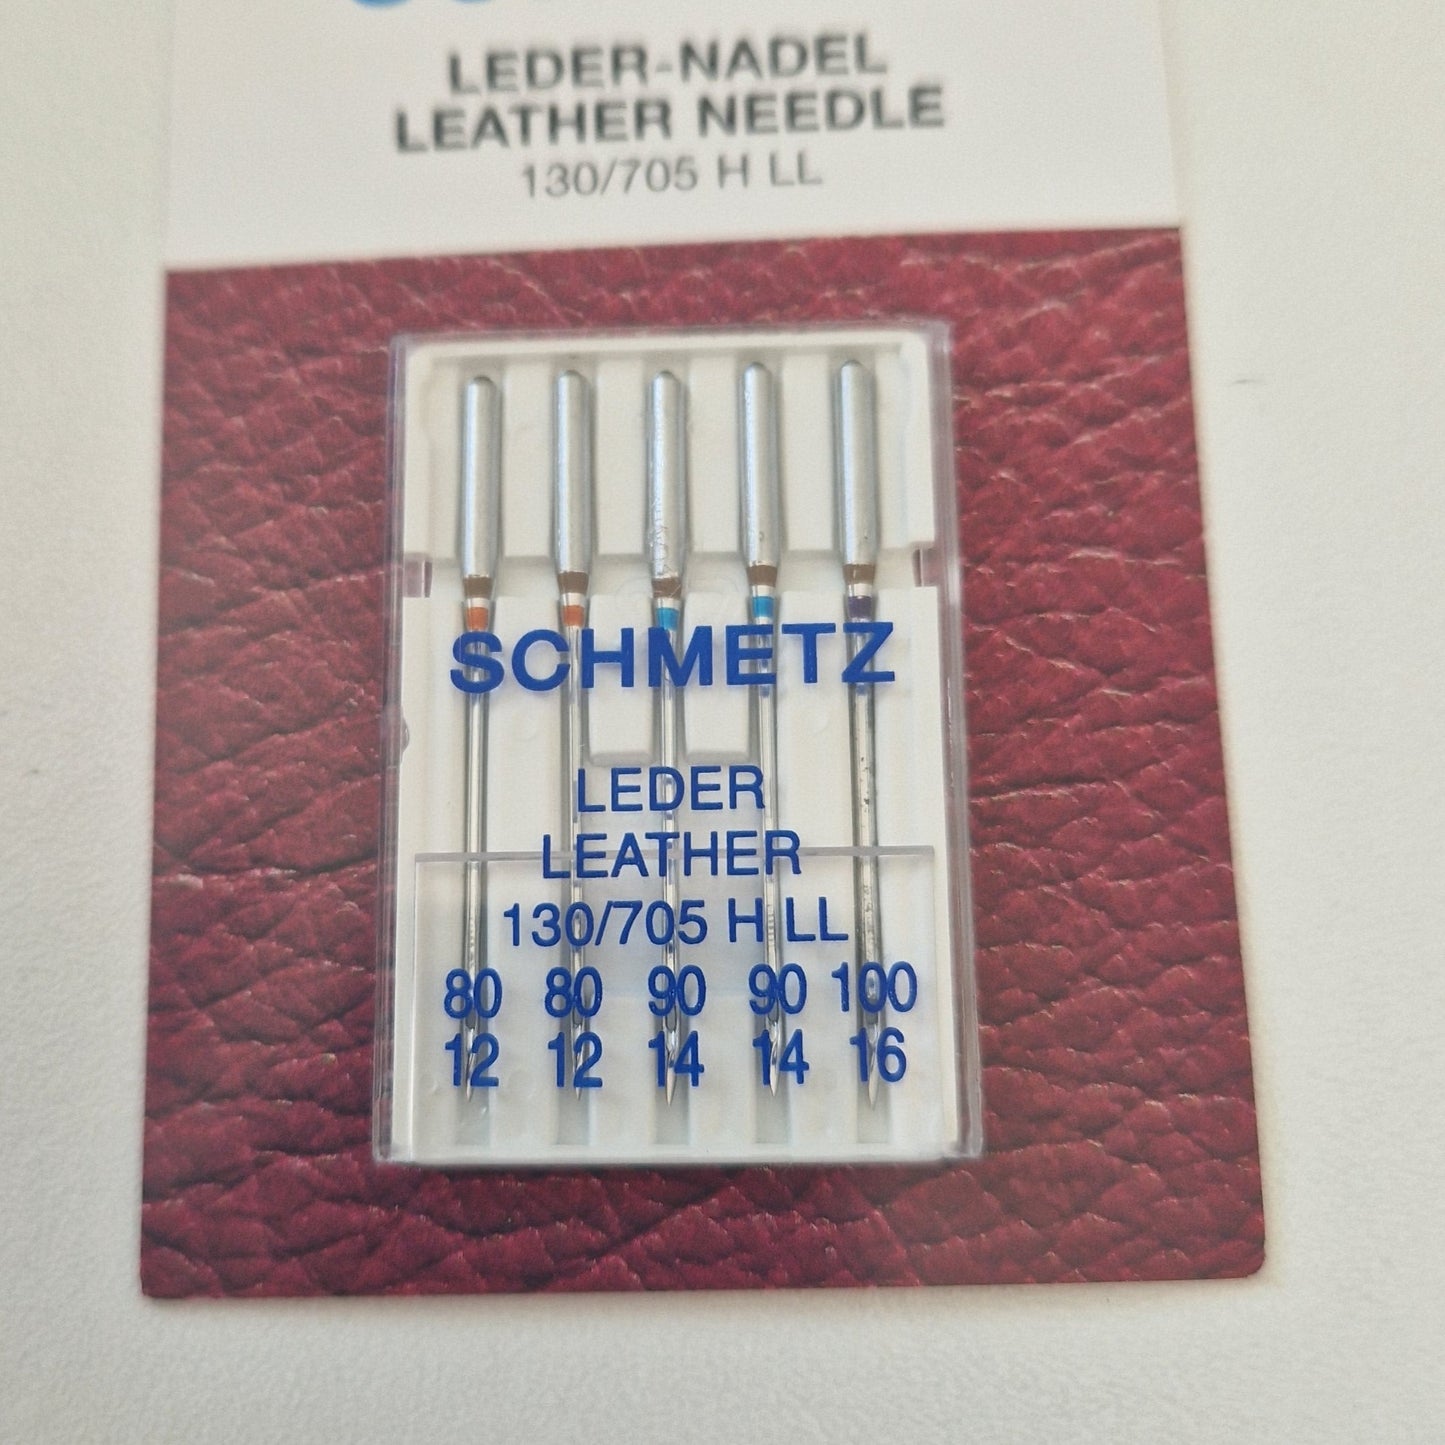 LEDER-NADEL
LEATHER NEEDLE
130/705 H LL
SCHMETZ
LEDER
LEATHER
130/705 H LL
80 80 90 90 100
12 12 14 14 16